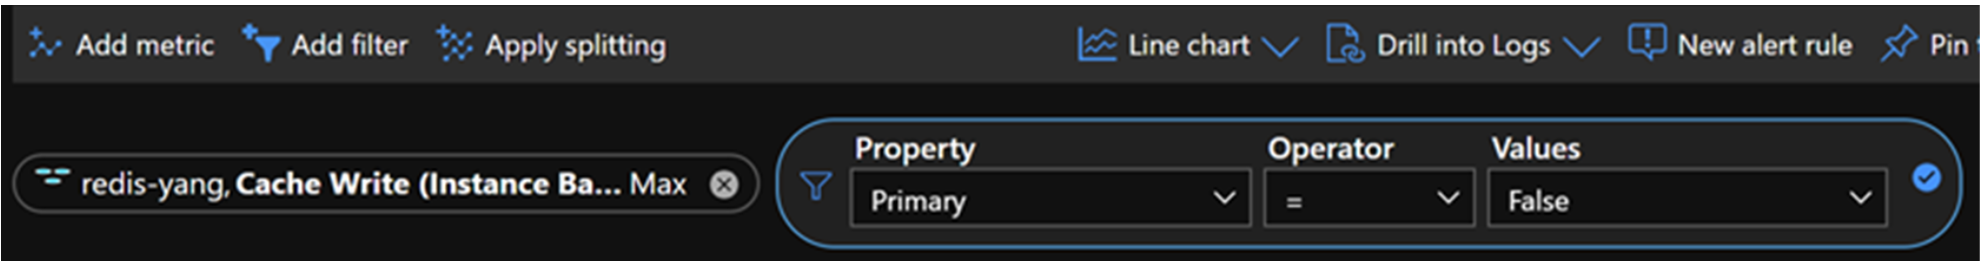 Add metric Add filter Apply splitting Line chart Drill into Logs New alert rule Pin
Property Operator Values
redis-yang, Cache Write (Instance Ba... Max Primary = False